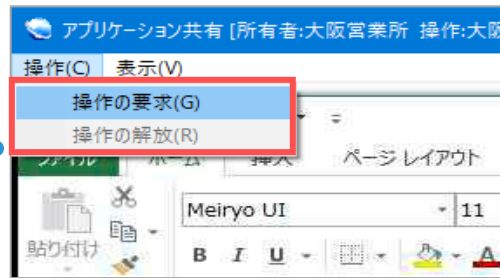 アプリケーション共有 [所有者:大阪営業所 操作:大阪
操作(C) 表示(V)
操作の要求(G)
操作の解放(R)
ファイル ホーム 挿入 ページ レイアウト
貼り付け
Meiryo UI 11
B I U A